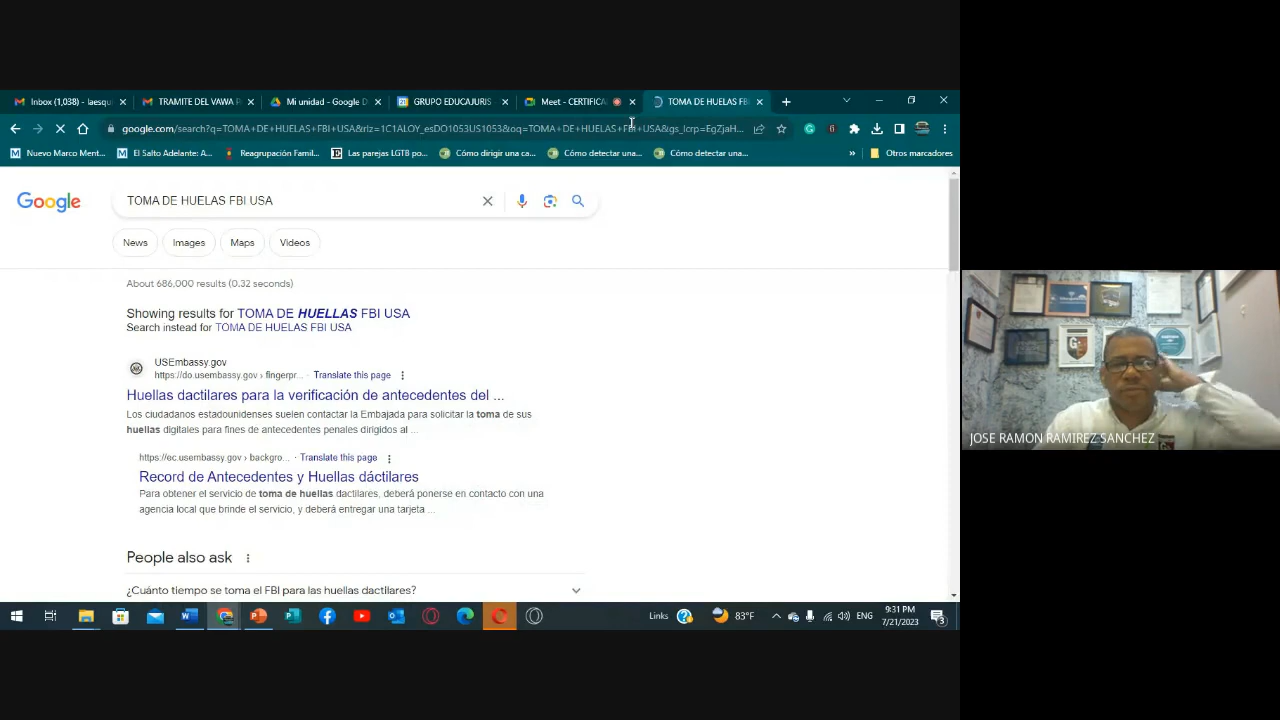 Inbox (1,038) - laesqu
TRAMITE DEL VAWA
Mi unidad - Google D
GRUPO EDUCAJURIS
Meet - CERTIFICA
TOMA DE HUELAS FBI
google.com/search?q=TOMA+DE+HUELAS+FBI+USA&rlz=1C1ALOY_esDO1053US1053&oq=TOMA+DE+HUELAS+FBI+USA&gs_lcrp=EgZjaH...
Nuevo Marco Ment...
El Salto Adelante: A...
Reagrupación Famil...
Las parejas LGTB po...
Cómo dirigir una ca...
Cómo detectar una...
Cómo detectar una...
»
Otros marcadores
Google
TOMA DE HUELAS FBI USA
News
Images
Maps
Videos
About 686,000 results (0.32 seconds)
Showing results for TOMA DE HUELLAS FBI USA
Search instead for TOMA DE HUELAS FBI USA
USEmbassy.gov
https://do.usembassy.gov › fingerpr... · Translate this page
Huellas dactilares para la verificación de antecedentes del ...
Los ciudadanos estadounidenses suelen contactar la Embajada para solicitar la toma de sus
huellas digitales para fines de antecedentes penales dirigidos al ...
https://ec.usembassy.gov › backgro... · Translate this page
Record de Antecedentes y Huellas dáctilares
Para obtener el servicio de toma de huellas dactilares, deberá ponerse en contacto con una
agencia local que brinde el servicio, y deberá entregar una tarjeta ...
People also ask
¿Cuánto tiempo se toma el FBI para las huellas dactilares?
JOSE RAMON RAMIREZ SANCHEZ
Links
83°F
ENG
9:31 PM
7/21/2023
3